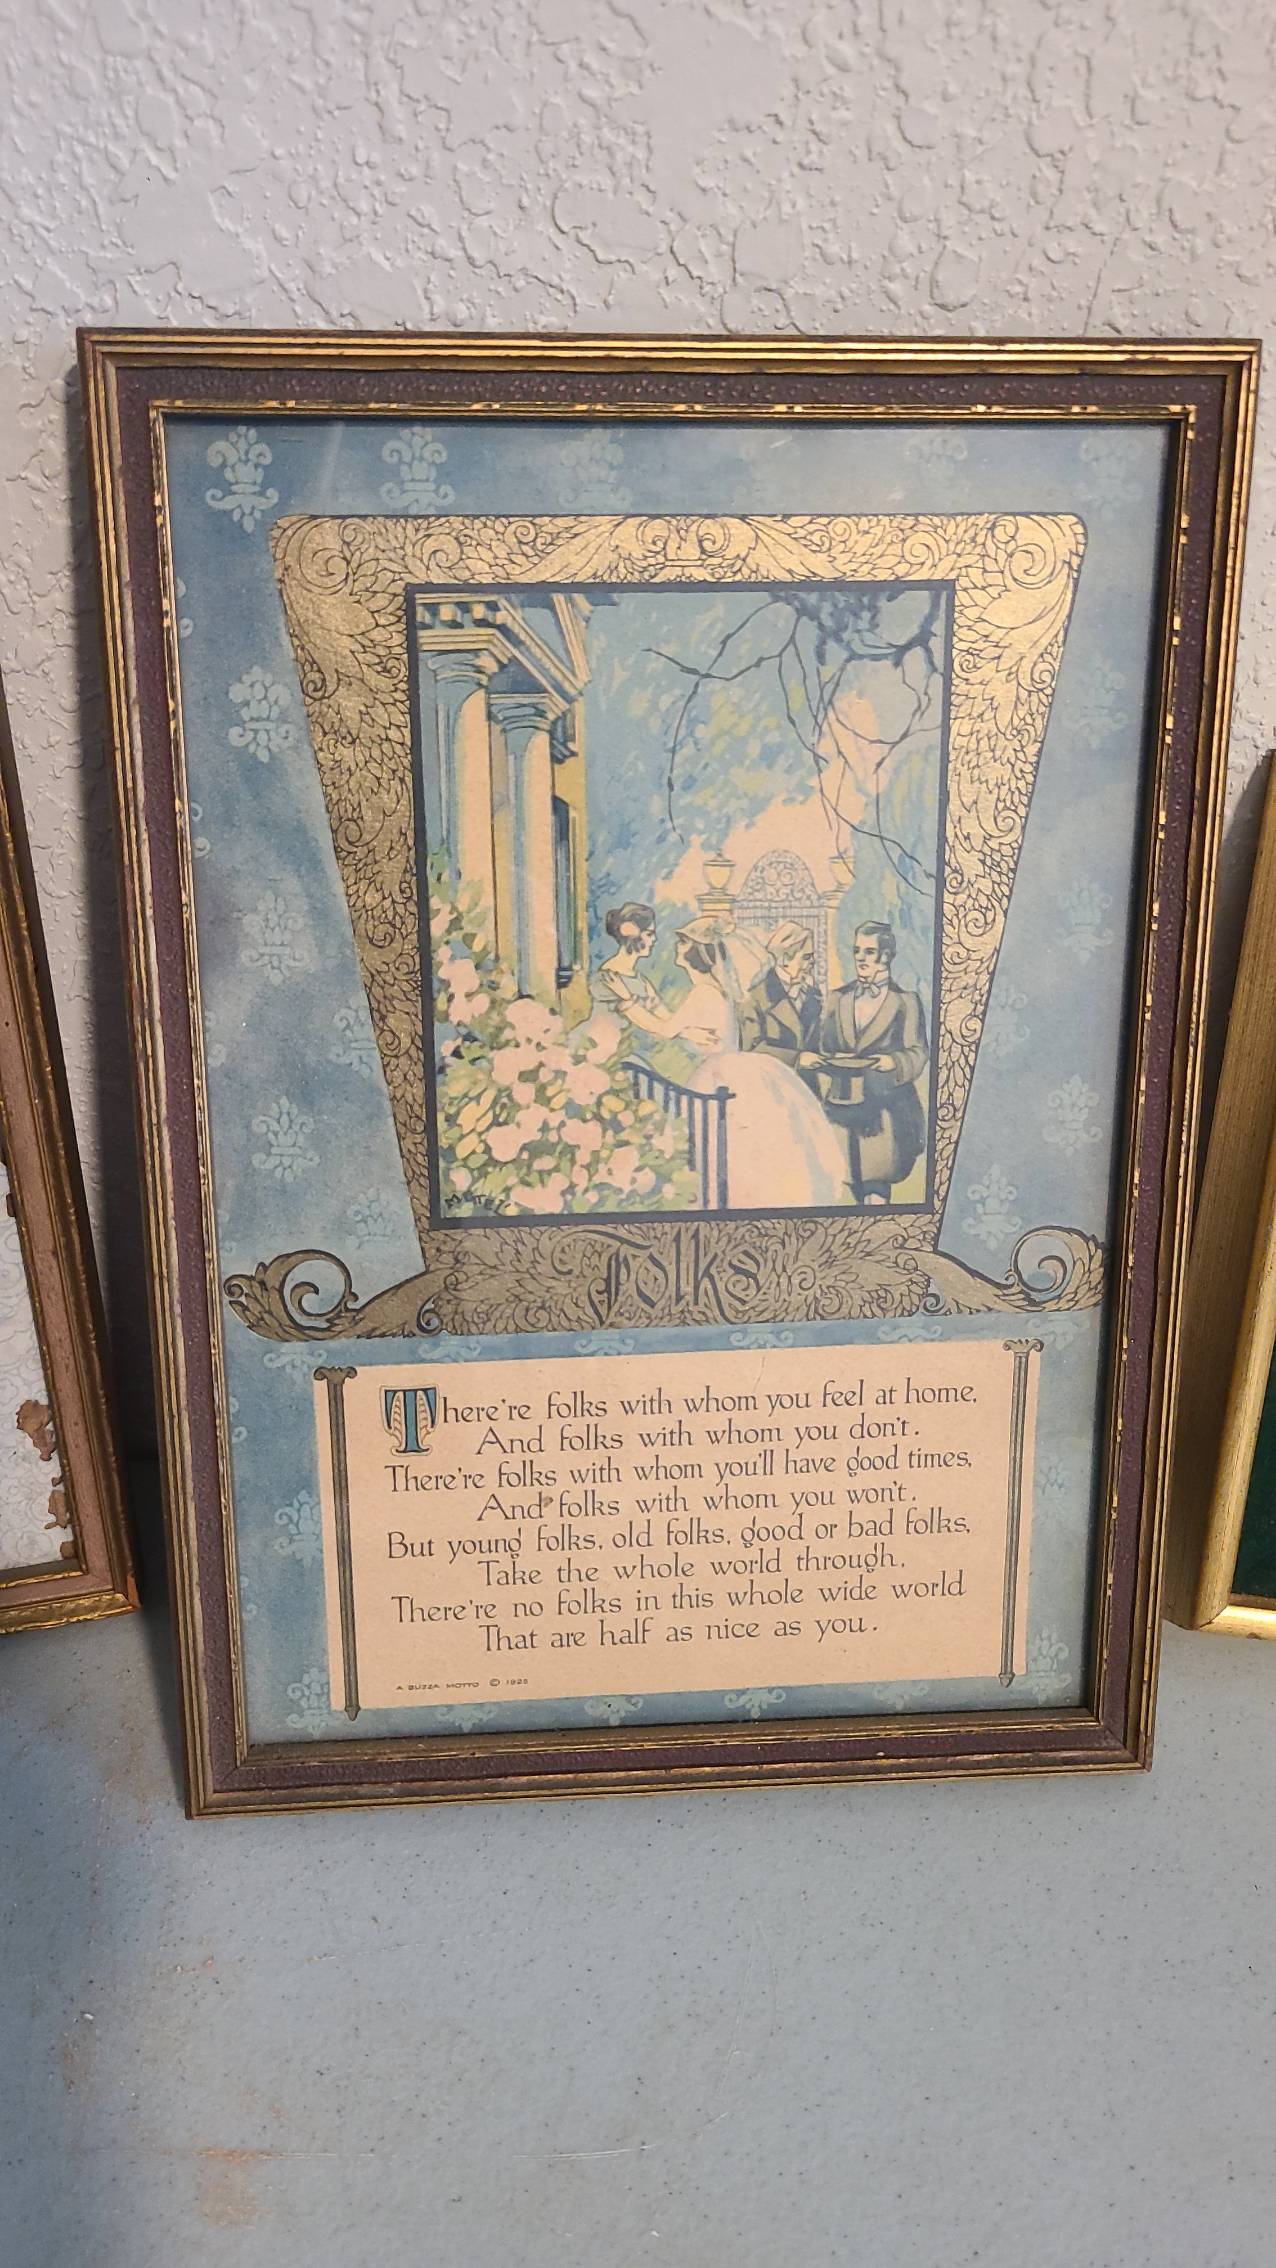 METEL
Folks
There're folks with whom you feel at home,
And folks with whom you don't.
There're folks with whom you'll have good times,
And folks with whom you won't.
But young folks, old folks, good or bad folks,
Take the whole world through,
There're no folks in this whole wide world
That are half as nice as you.
A BUZZA MOTTO © 1925